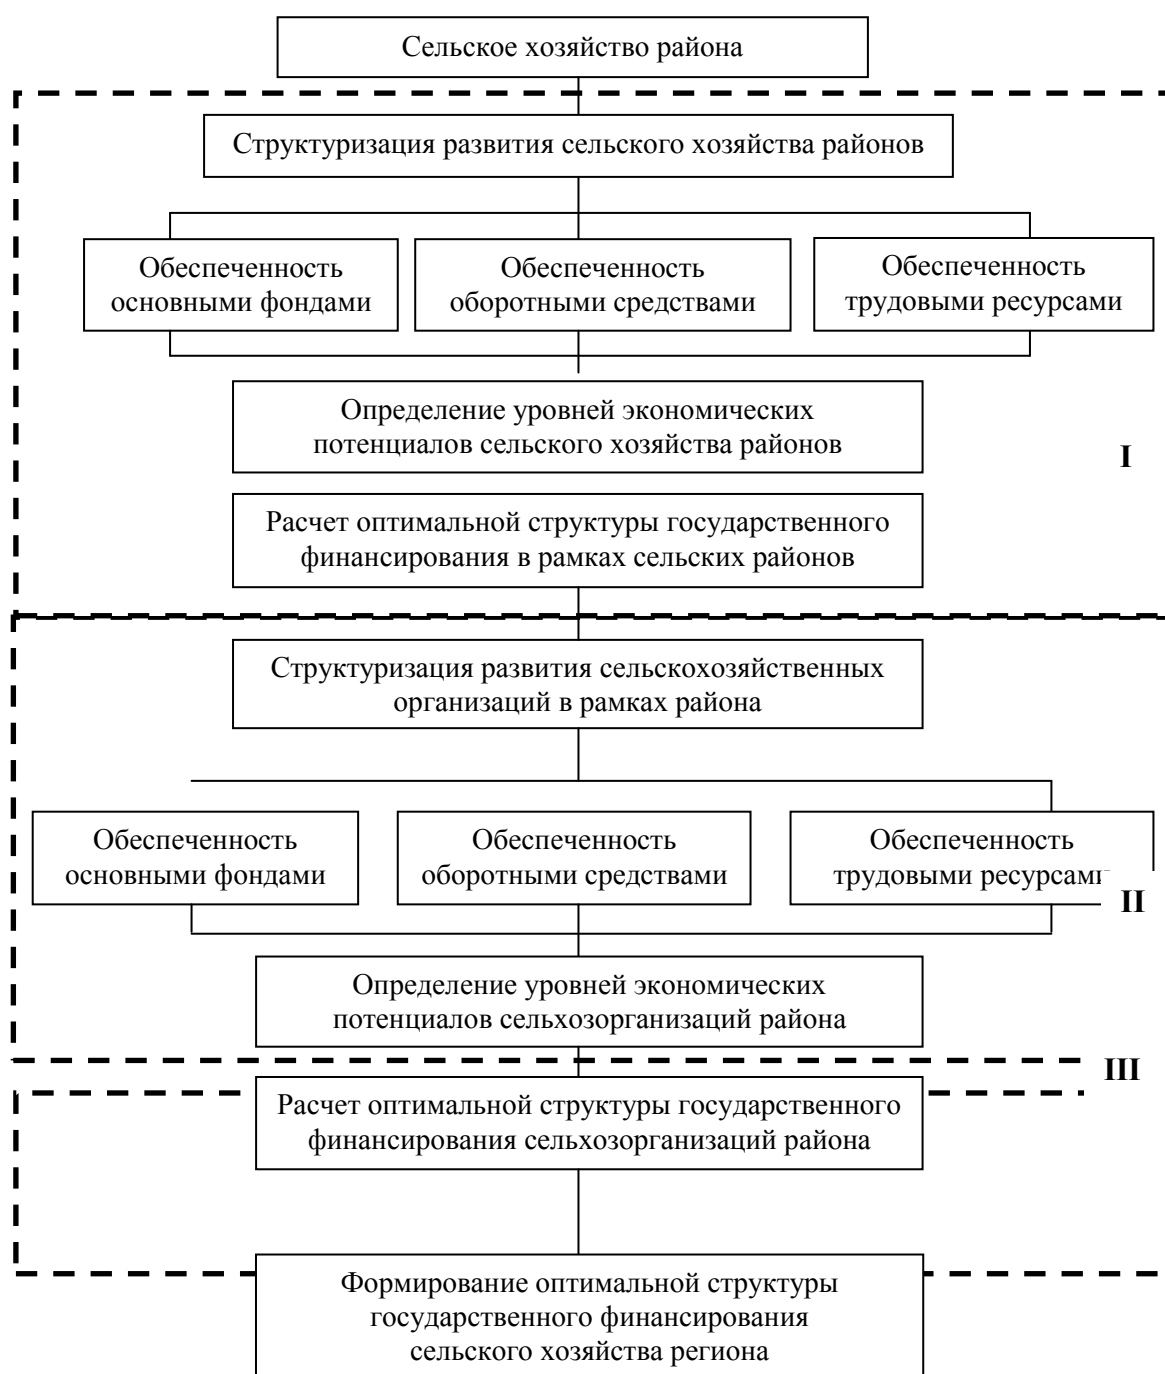 Сельское хозяйство района
Структуризация развития сельского хозяйства районов
Обеспеченность
основными фондами
Обеспеченность
оборотными средствами
Обеспеченность
трудовыми ресурсами
Определение уровней экономических
потенциалов сельского хозяйства районов
I
Расчет оптимальной структуры государственного
финансирования в рамках сельских районов
Структуризация развития сельскохозяйственных
организаций в рамках района
Обеспеченность
основными фондами
Обеспеченность
оборотными средствами
Обеспеченность
трудовыми ресурсами
II
Определение уровней экономических
потенциалов сельхозорганизаций района
III
Расчет оптимальной структуры государственного
финансирования сельхозорганизаций района
Формирование оптимальной структуры
государственного финансирования
сельского хозяйства региона